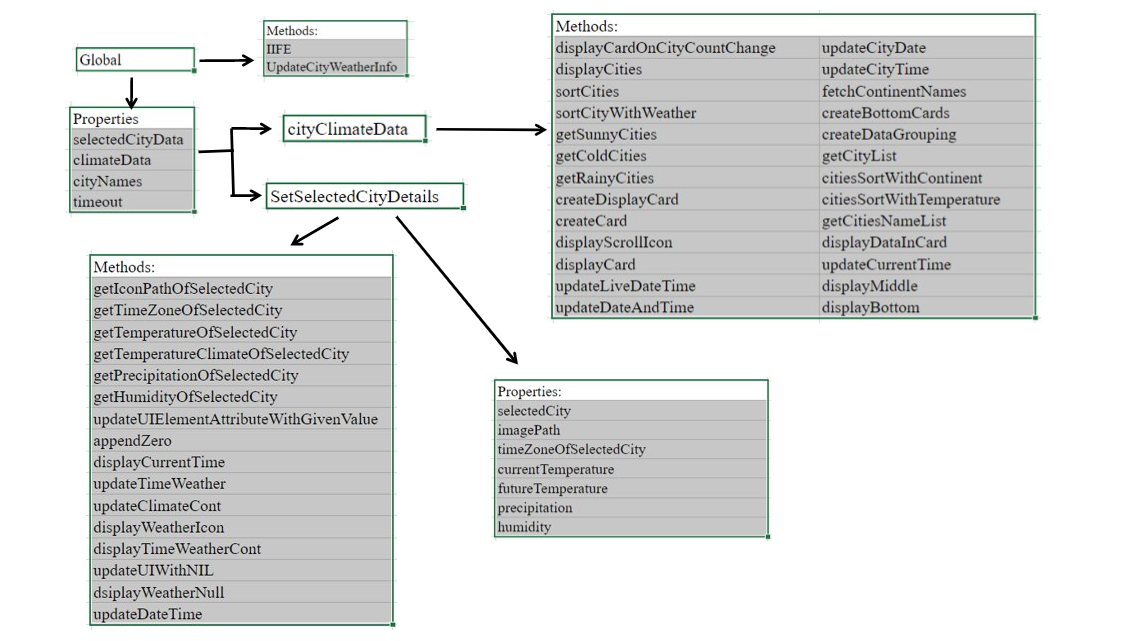 Global
Methods:
IIFE
UpdateCityWeatherInfo
Properties
selectedCityData
climateData
cityNames
timeout
cityClimateData
SetSelectedCityDetails
Methods:
displayCardOnCityCountChange updateCityDate
displayCities updateCityTime
sortCities fetchContinentNames
sortCityWithWeather createBottomCards
getSunnyCities createDataGrouping
getColdCities getCityList
getRainyCities citiesSortWithContinent
createDisplayCard citiesSortWithTemperature
createCard getCitiesNameList
displayScrollIcon displayDataInCard
displayCard updateCurrentTime
updateLiveDateTime displayMiddle
updateDateAndTime displayBottom
Methods:
getIconPathOfSelectedCity
getTimeZoneOfSelectedCity
getTemperatureOfSelectedCity
getTemperatureClimateOfSelectedCity
getPrecipitationOfSelectedCity
getHumidityOfSelectedCity
updateUIElementAttributeWithGivenValue
appendZero
displayCurrentTime
updateTimeWeather
updateClimateCont
displayWeatherIcon
displayTimeWeatherCont
updateUIWithNIL
dsiplayWeatherNull
updateDateTime
Properties:
selectedCity
imagePath
timeZoneOfSelectedCity
currentTemperature
futureTemperature
precipitation
humidity